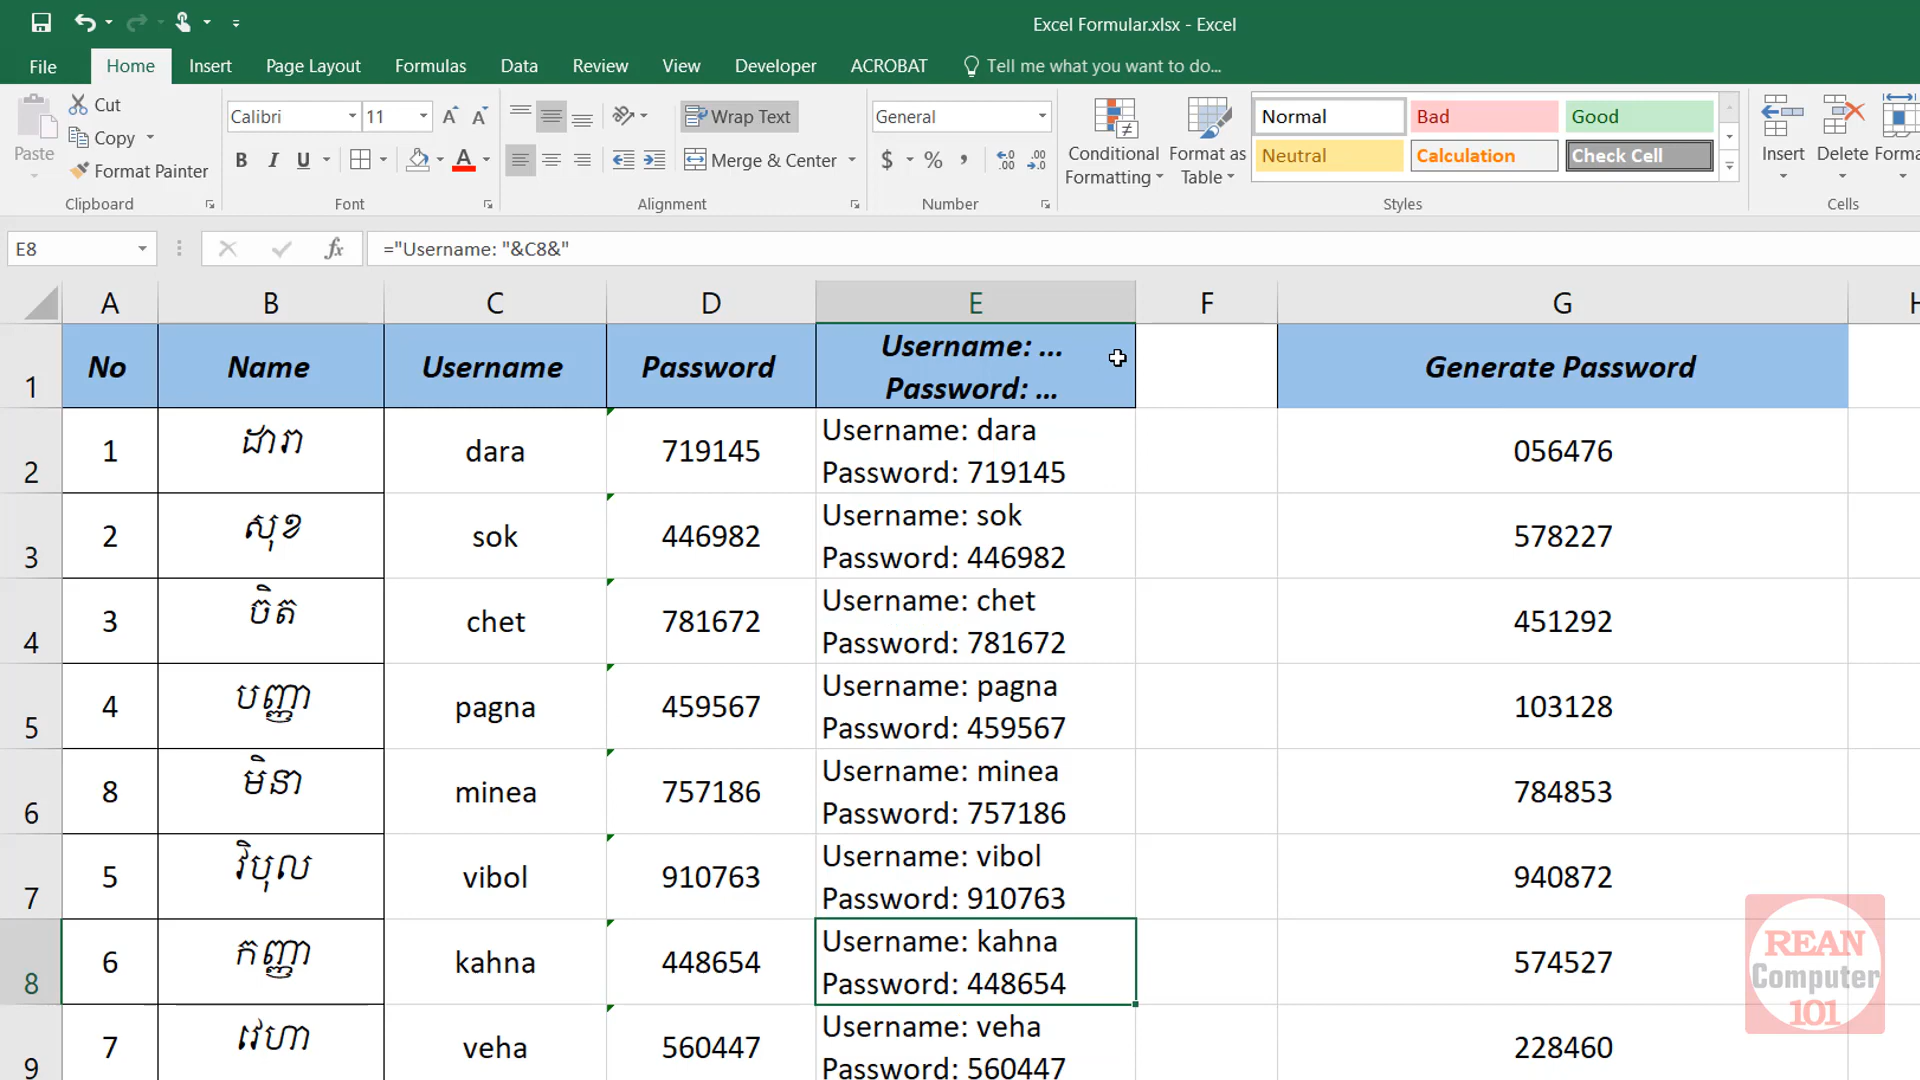 Excel Formular.xlsx - Excel
File Home Insert Page Layout Formulas Data Review View Developer ACROBAT Tell me what you want to do...
Paste
Cut
Copy
Format Painter
Clipboard
Calibri 11
B I U A
Font
Wrap Text
Merge & Center
Alignment
General
$ % ,
Number
Conditional Formatting
Format as Table
Normal Bad Good
Neutral Calculation Check Cell
Styles
Insert Delete
Cells
E8 fx ="Username: "&C8&"
A B C D E F G
1 No Name Username Password Username: ... Generate Password
Password: ...
2 1 ដារា dara 719145 Username: dara 056476
Password: 719145
3 2 សុខ sok 446982 Username: sok 578227
Password: 446982
4 3 ចិត chet 781672 Username: chet 451292
Password: 781672
5 4 បញ្ញា pagna 459567 Username: pagna 103128
Password: 459567
6 8 មិនា minea 757186 Username: minea 784853
Password: 757186
7 5 វិបុល vibol 910763 Username: vibol 940872
Password: 910763
8 6 កញ្ញា kahna 448654 Username: kahna 574527
Password: 448654
9 7 វេហា veha 560447 Username: veha 228460
Password: 560447
REAN
Computer
101